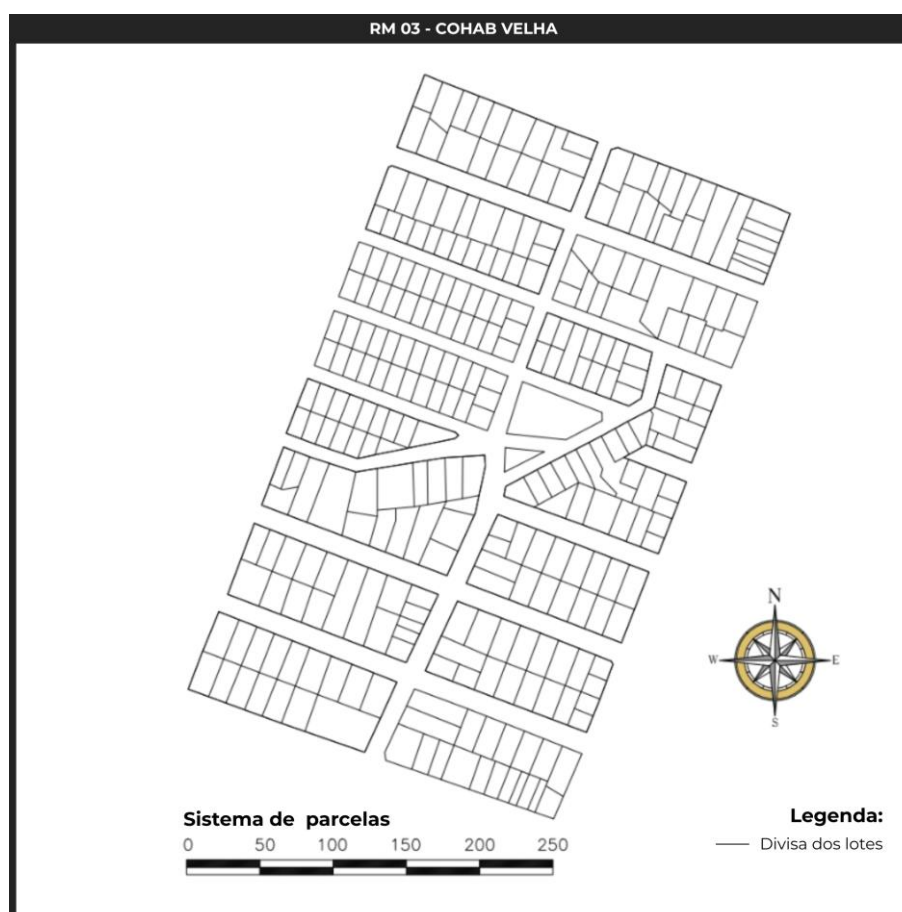 RM 03 - COHAB VELHA
N
W
E
S
Sistema de parcelas
0 50 100 150 200 250
Legenda:
Divisa dos lotes